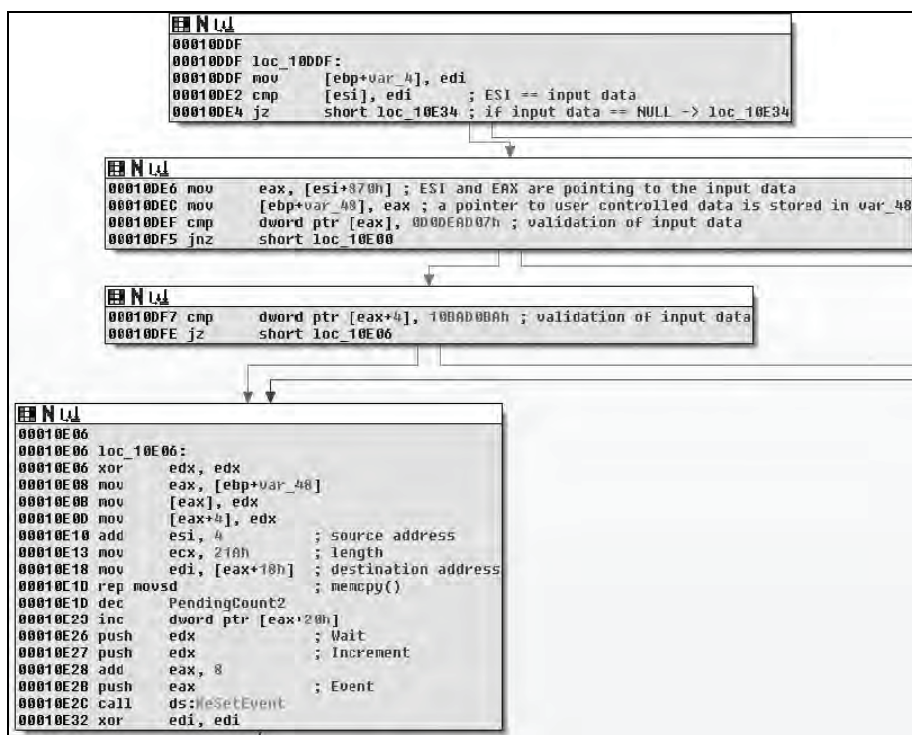 00010DDF
00010DDF loc_10DDF:
00010DDF mov [ebp+var_4], edi
00010DE2 cmp [esi], edi ; ESI == input data
00010DE4 jz short loc_10E34 ; if input data == NULL -> loc_10E34
00010DE6 mov eax, [esi+870h] ; ESI and EAX are pointing to the input data
00010DEC mov [ebp+var_48], eax ; a pointer to user controlled data is stored in var_48
00010DEF cmp dword ptr [eax], 0D0DEAD07h ; validation of input data
00010DF5 jnz short loc_10E00
00010DF7 cmp dword ptr [eax+4], 10BAD0BAh ; validation of input data
00010DFE jz short loc_10E06
00010E06
00010E06 loc_10E06:
00010E06 xor edx, edx
00010E08 mov eax, [ebp+var_48]
00010E0B mov [eax], edx
00010E0D mov [eax+4], edx
00010E10 add esi, 4 ; source address
00010E13 mov ecx, 21Ah ; length
00010E18 mov edi, [eax+18h] ; destination address
00010E1D rep movsd ; memcpy()
00010E1D dec PendingCount2
00010E23 inc dword ptr [eax+20h]
00010E26 push edx ; Wait
00010E27 push edx ; Increment
00010E28 add eax, 8
00010E2B push eax ; Event
00010E2C call ds:KeSetEvent
00010E32 xor edi, edi